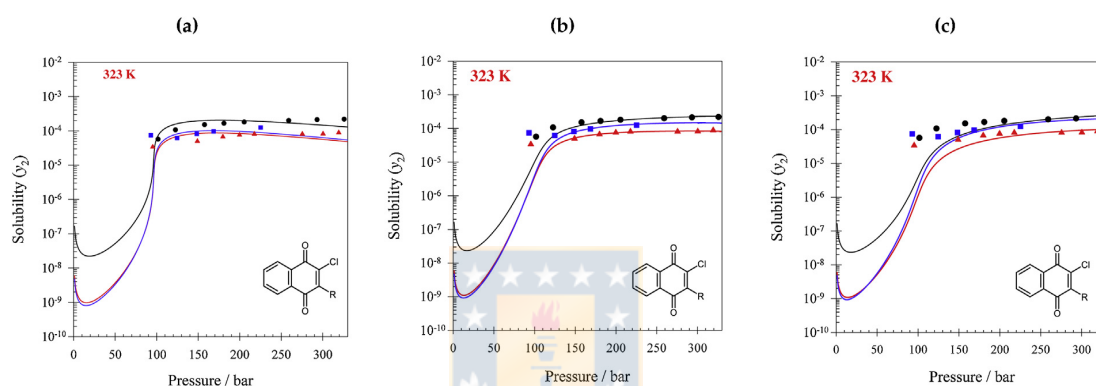 (a)
(b)
(c)
323 K
Solubility (y₂)
10⁻²
10⁻³
10⁻⁴
10⁻⁵
10⁻⁶
10⁻⁷
10⁻⁸
10⁻⁹
10⁻¹⁰
0 50 100 150 200 250 300
Pressure / bar
O
Cl
R
O
323 K
Solubility (y₂)
10⁻²
10⁻³
10⁻⁴
10⁻⁵
10⁻⁶
10⁻⁷
10⁻⁸
10⁻⁹
10⁻¹⁰
0 50 100 150 200 250 300
Pressure / bar
O
Cl
R
O
323 K
Solubility (y₂)
10⁻²
10⁻³
10⁻⁴
10⁻⁵
10⁻⁶
10⁻⁷
10⁻⁸
10⁻⁹
10⁻¹⁰
0 50 100 150 200 250 300
Pressure / bar
O
Cl
R
O